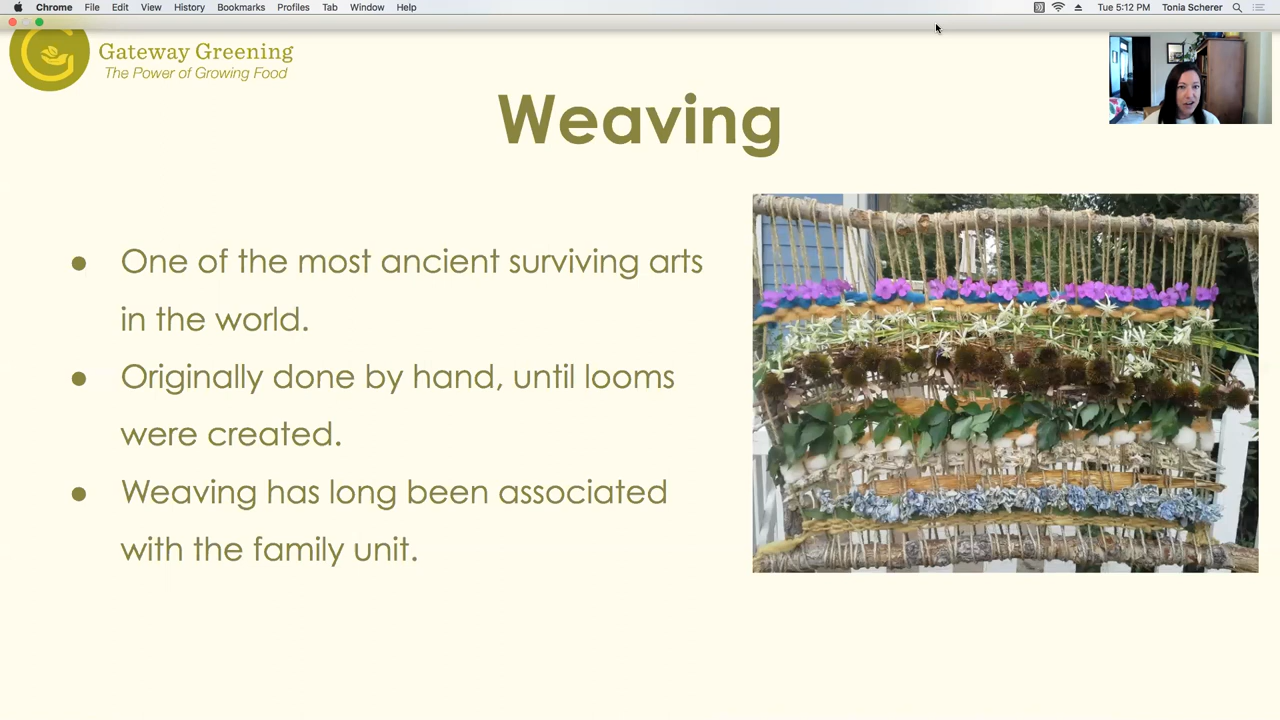 Chrome File Edit View History Bookmarks Profiles Tab Window Help Tue 5:12 PM Tonia Scherer
Gateway Greening
The Power of Growing Food
Weaving
● One of the most ancient surviving arts
in the world.
● Originally done by hand, until looms
were created.
● Weaving has long been associated
with the family unit.